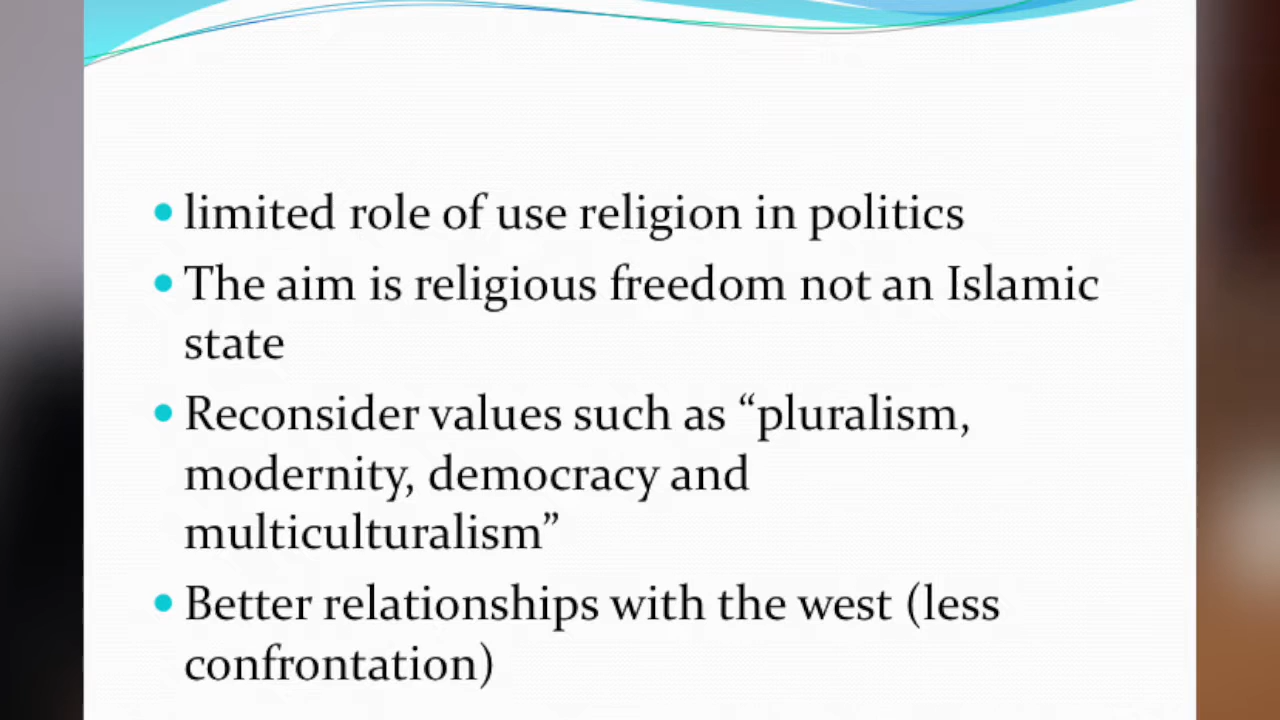 • limited role of use religion in politics
• The aim is religious freedom not an Islamic
state
• Reconsider values such as “pluralism,
modernity, democracy and
multiculturalism”
• Better relationships with the west (less
confrontation)